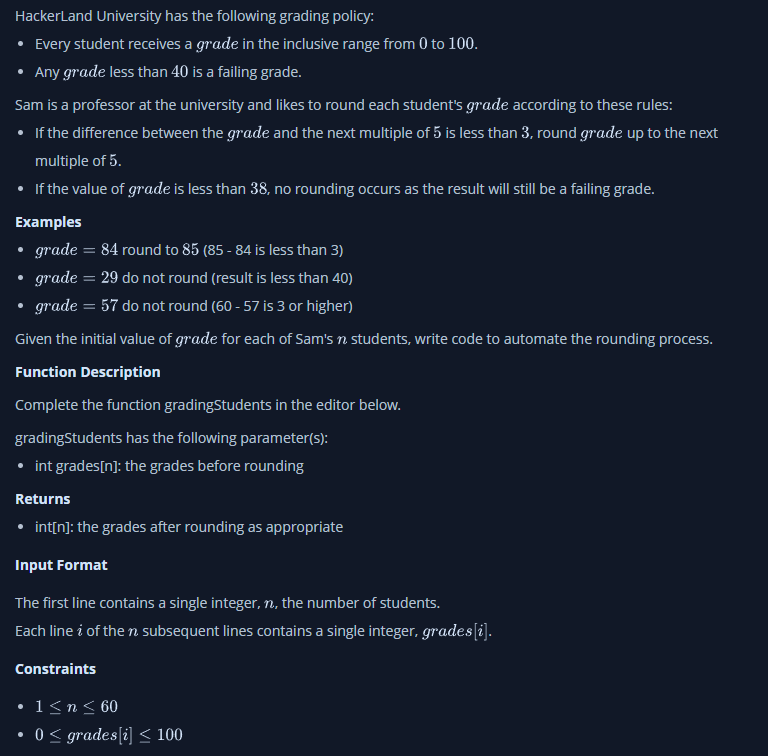 HackerLand University has the following grading policy:
• Every student receives a grade in the inclusive range from 0 to 100.
• Any grade less than 40 is a failing grade.
Sam is a professor at the university and likes to round each student's grade according to these rules:
• If the difference between the grade and the next multiple of 5 is less than 3, round grade up to the next
multiple of 5.
• If the value of grade is less than 38, no rounding occurs as the result will still be a failing grade.
Examples
• grade = 84 round to 85 (85 - 84 is less than 3)
• grade = 29 do not round (result is less than 40)
• grade = 57 do not round (60 - 57 is 3 or higher)
Given the initial value of grade for each of Sam's n students, write code to automate the rounding process.
Function Description
Complete the function gradingStudents in the editor below.
gradingStudents has the following parameter(s):
• int grades[n]: the grades before rounding
Returns
• int[n]: the grades after rounding as appropriate
Input Format
The first line contains a single integer, n, the number of students.
Each line i of the n subsequent lines contains a single integer, grades[i].
Constraints
• 1 ≤ n ≤ 60
• 0 ≤ grades[i] ≤ 100